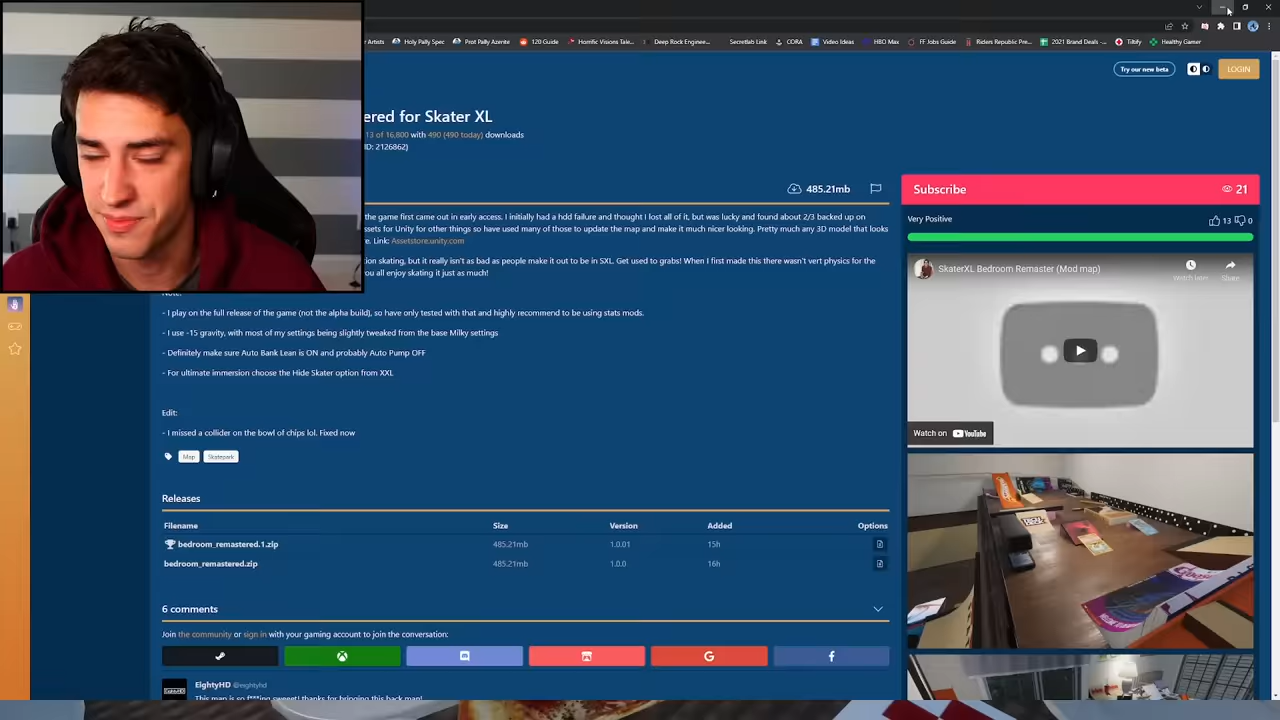 r Artists Holy Pally Spec Prot Pally Azerite 120 Guide Horrific Visions Tale... Deep Rock Engine... Secretlab Link CORA Video Ideas HBO Max FF Jobs Guide Riders Republic Pre... 2021 Brand Deals -... Tiltify Healthy Gamer
Try our new beta
LOGIN
ered for Skater XL
13 of 16,800 with 490 (490 today) downloads
ID: 2126862)
485.21mb
the game first came out in early access. I initially had a hdd failure and thought I lost all of it, but was lucky and found about 2/3 backed up on
ssets for Unity for other things so have used many of those to update the map and make it much nicer looking. Pretty much any 3D model that looks
e. Link: Assetstore.unity.com
ion skating, but it really isn't as bad as people make it out to be in SXL. Get used to grabs! When I first made this there wasn't vert physics for the
you all enjoy skating it just as much!
Note:
- I play on the full release of the game (not the alpha build), so have only tested with that and highly recommend to be using stats mods.
- I use -15 gravity, with most of my settings being slightly tweaked from the base Milky settings
- Definitely make sure Auto Bank Lean is ON and probably Auto Pump OFF
- For ultimate immersion choose the Hide Skater option from XXL
Edit:
- I missed a collider on the bowl of chips lol. Fixed now
Map Skatepark
Releases
Filename Size Version Added Options
bedroom_remastered.1.zip 485.21mb 1.0.01 15h
bedroom_remastered.zip 485.21mb 1.0.0 16h
6 comments
Join the community or sign in with your gaming account to join the conversation:
EightyHD @eightyhd
This map is so f***ing sweeet! thanks for bringing this back man!
Subscribe 21
Very Positive 13 0
SkaterXL Bedroom Remaster (Mod map)
Watch later Share
Watch on YouTube